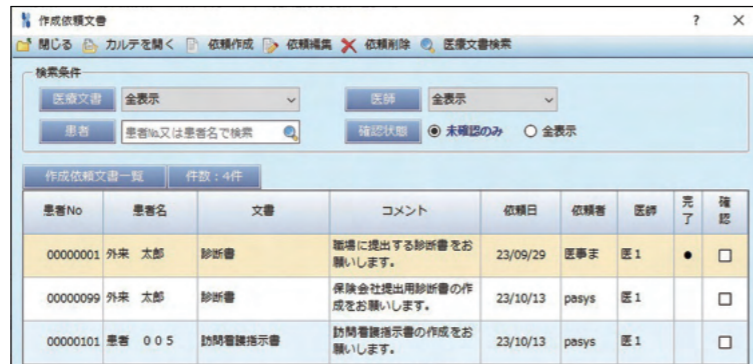 作成依頼文書 ? ×
閉じる カルテを開く 依頼作成 依頼編集 依頼削除 医療文書検索
検索条件
医療文書 全表示 医師 全表示
患者 患者No又は患者名で検索 確認状態 未確認のみ 全表示
作成依頼文書一覧 件数：4件
患者No 患者名 文書 コメント 依頼日 依頼者 医師 完了 確認
00000001 外来 太郎 診断書 職場に提出する診断書をお願いします。 23/09/29 医事ま 医1 ●
00000099 外来 太郎 診断書 保険会社提出用診断書の作成をお願いします。 23/10/13 pasys 医1
00000101 患者 005 訪問看護指示書 訪問看護指示書の作成をお願いします。 23/10/13 pasys 医1